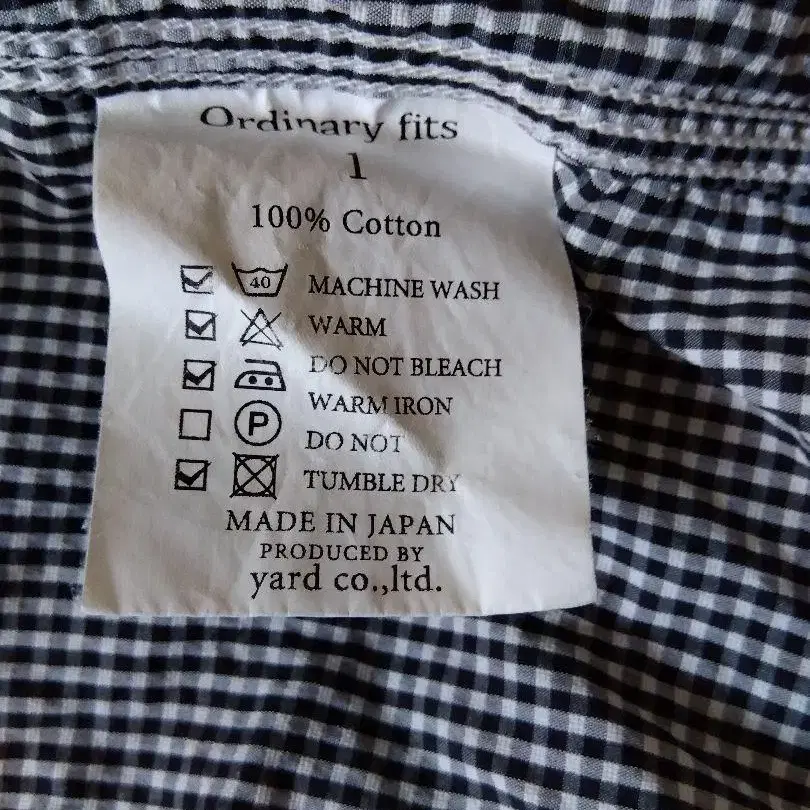 Ordinary fits
1
100% Cotton
40 MACHINE WASH
WARM
DO NOT BLEACH
WARM IRON
P DO NOT
TUMBLE DRY
MADE IN JAPAN
PRODUCED BY
yard co.,ltd.